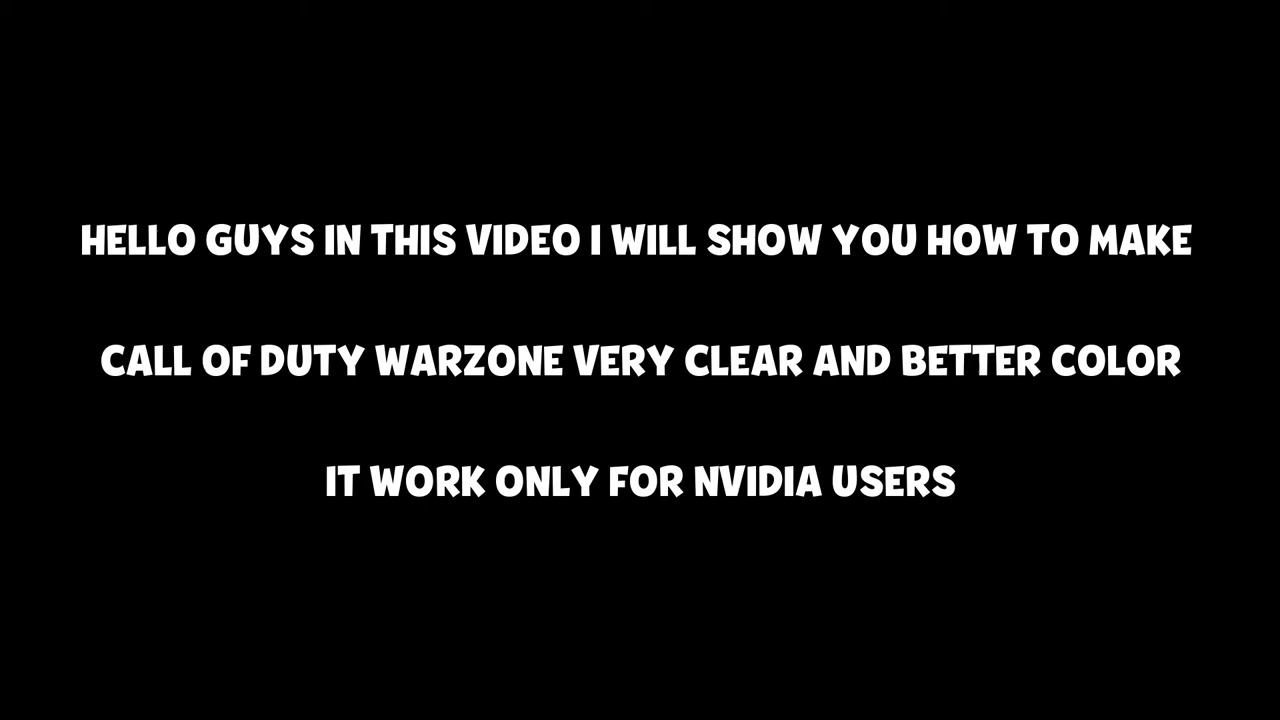 HELLO GUYS IN THIS VIDEO I WILL SHOW YOU HOW TO MAKE
CALL OF DUTY WARZONE VERY CLEAR AND BETTER COLOR
IT WORK ONLY FOR NVIDIA USERS